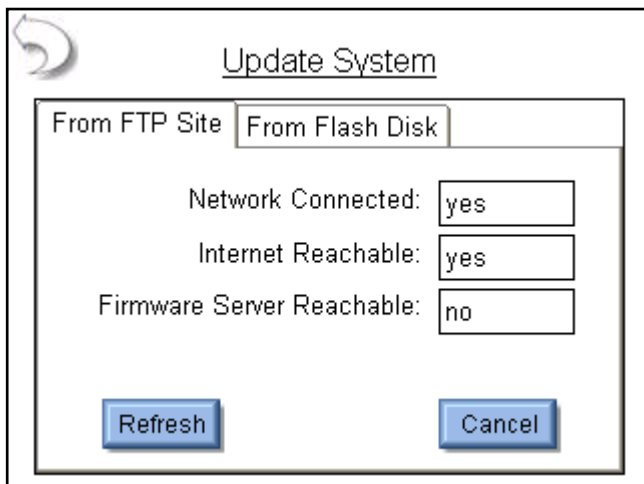 Update System
From FTP Site From Flash Disk
Network Connected: yes
Internet Reachable: yes
Firmware Server Reachable: no
Refresh Cancel